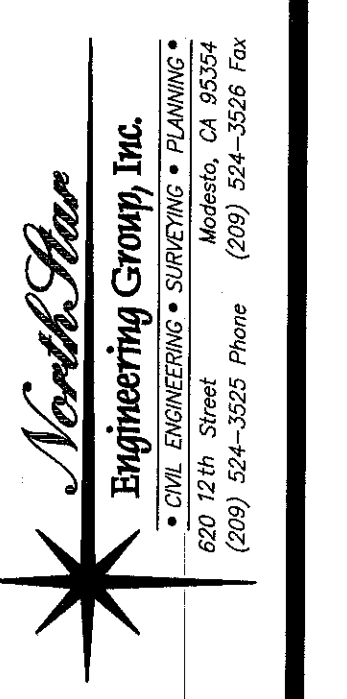 NorthStar
Engineering Group, Inc.
• CIVIL ENGINEERING • SURVEYING • PLANNING •
620 12th Street Modesto, CA 95354
(209) 524-3525 Phone (209) 524-3526 Fax